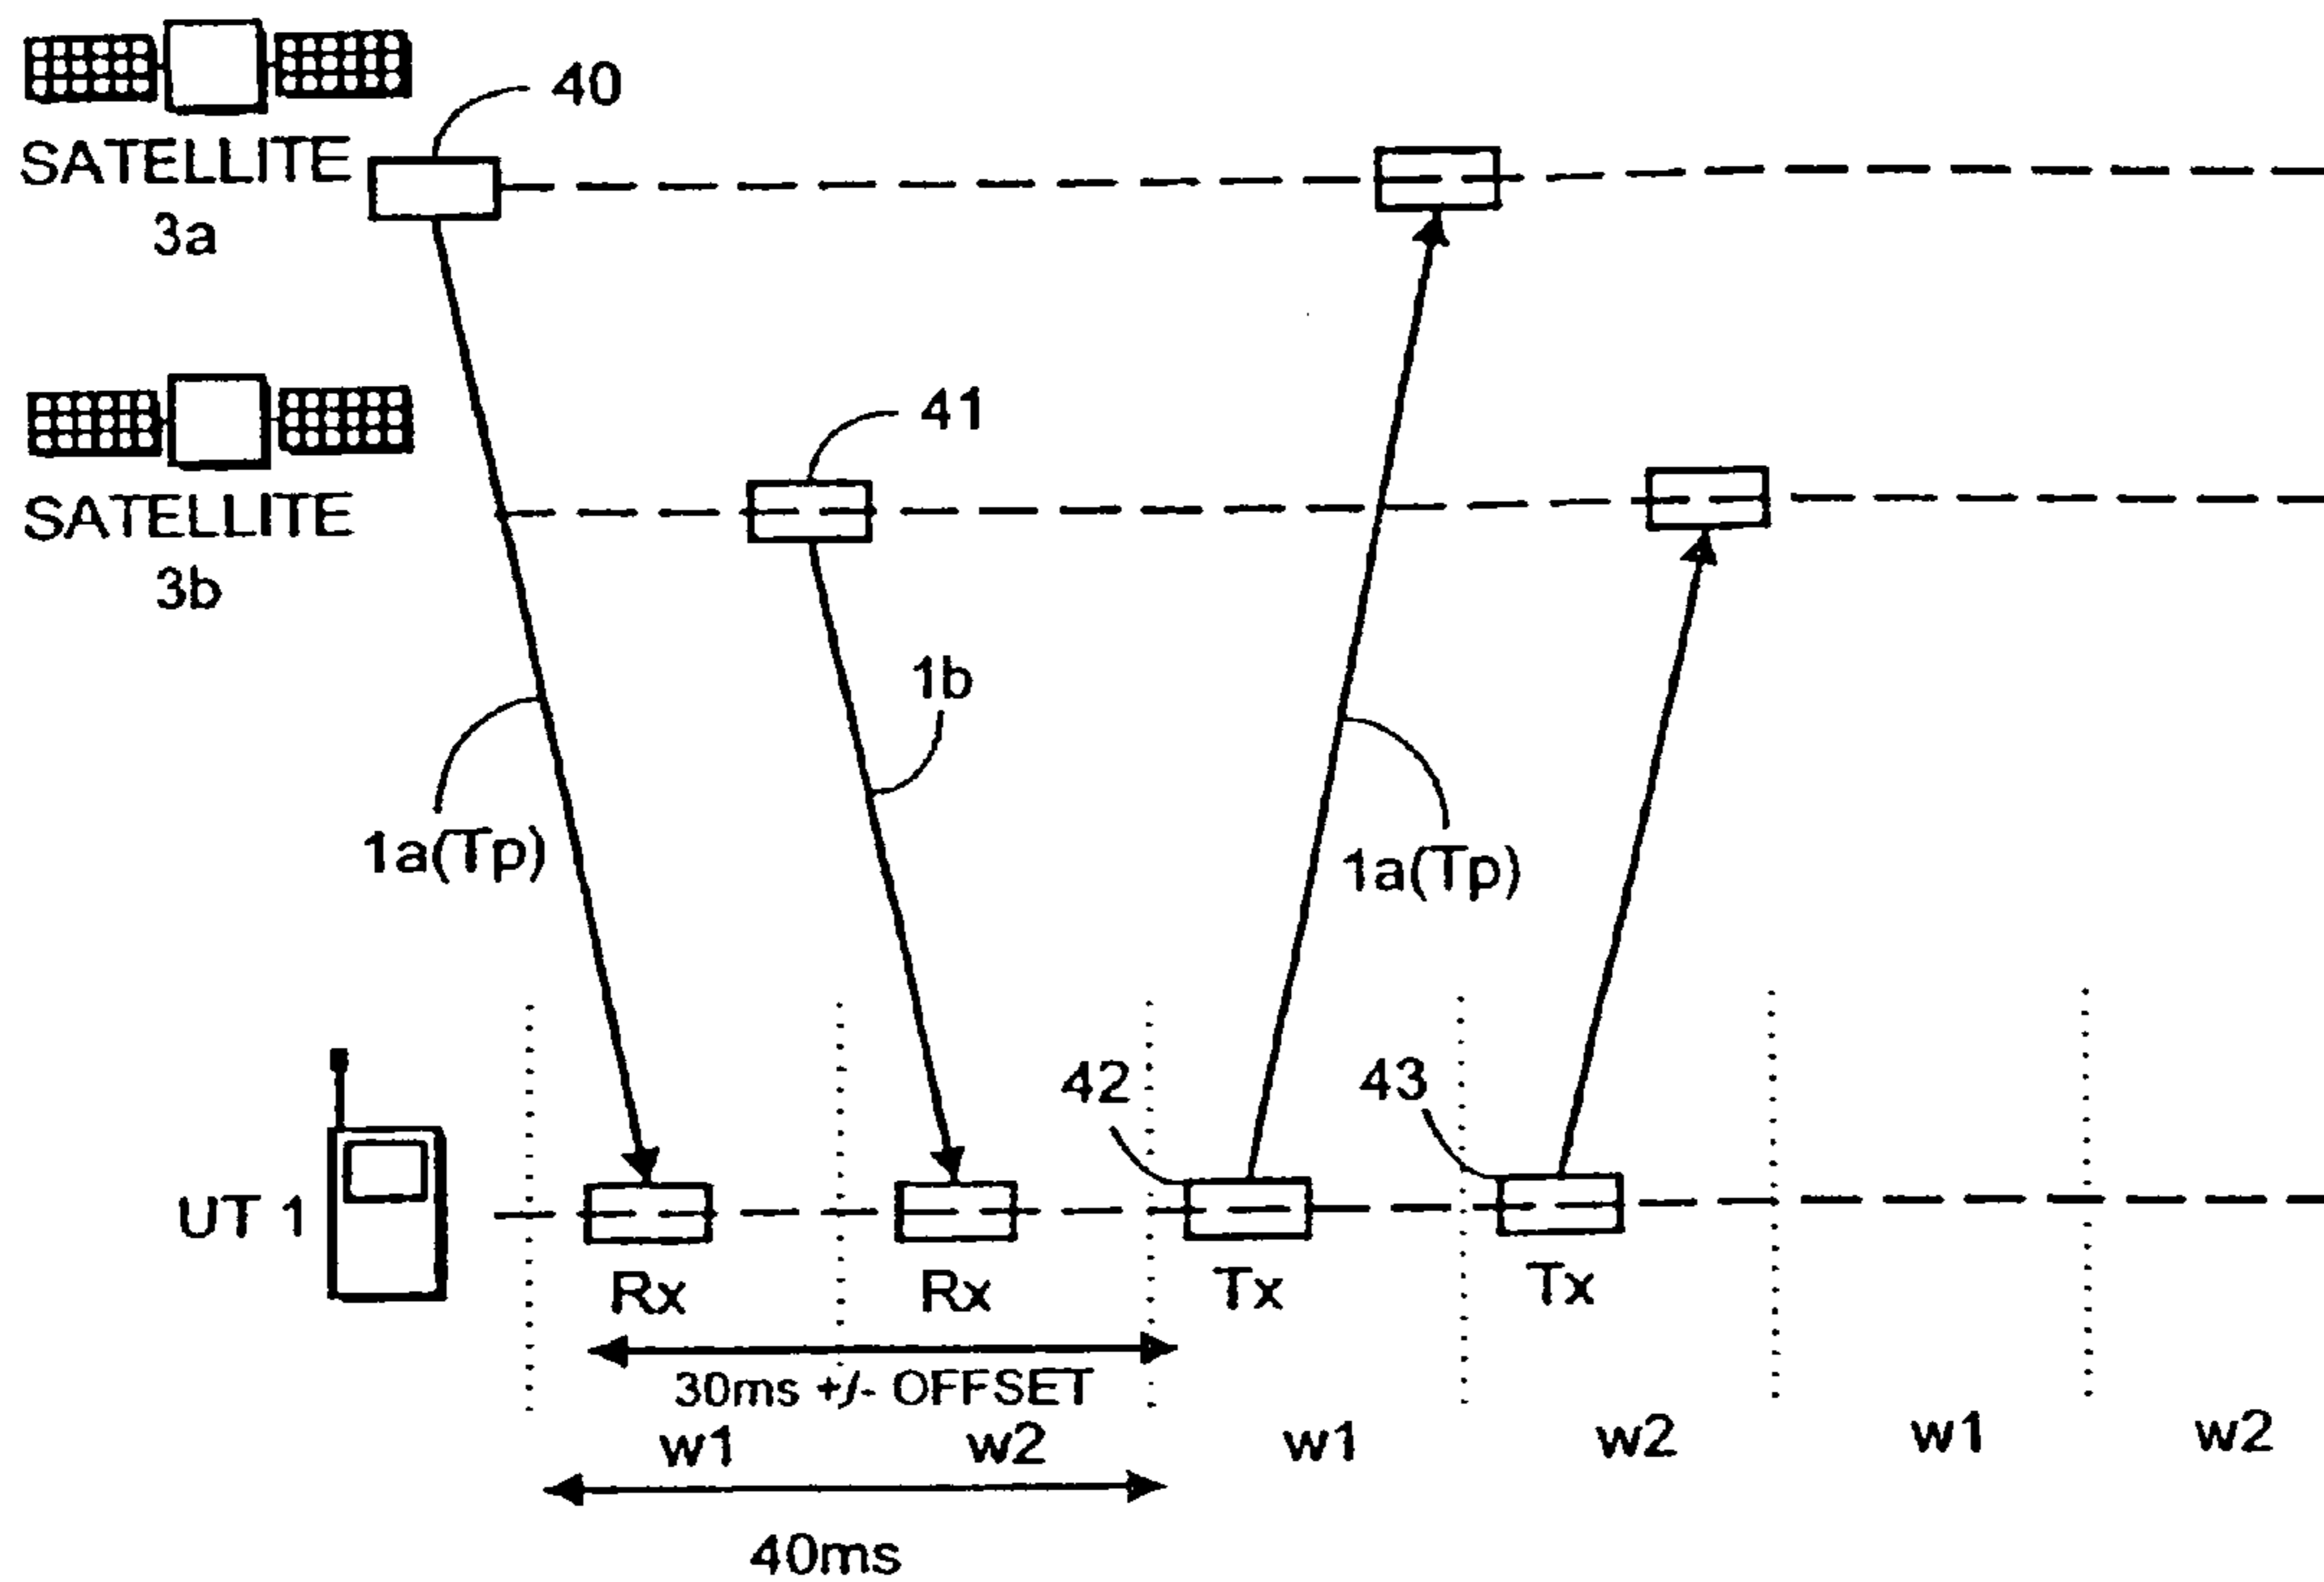 40
SATELLITE
3a
41
SATELLITE
3b
1b
1a(Tp)
1a(Tp)
42
43
UT 1
Rx
Rx
Tx
Tx
30ms +/- OFFSET
w1
w2
w1
w2
w1
w2
40ms